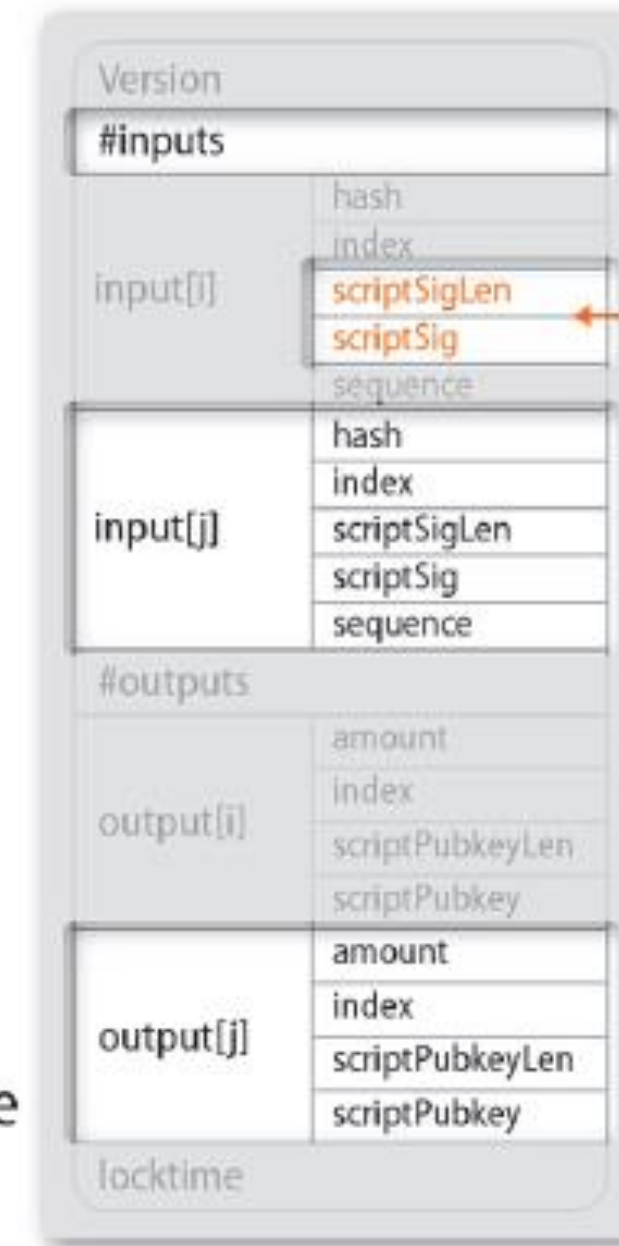 Version
#inputs
input[i]
hash
index
scriptSigLen
scriptSig
sequence
input[j]
hash
index
scriptSigLen
scriptSig
sequence
#outputs
output[i]
amount
index
scriptPubkeyLen
scriptPubkey
output[j]
amount
index
scriptPubkeyLen
scriptPubkey
e
locktime